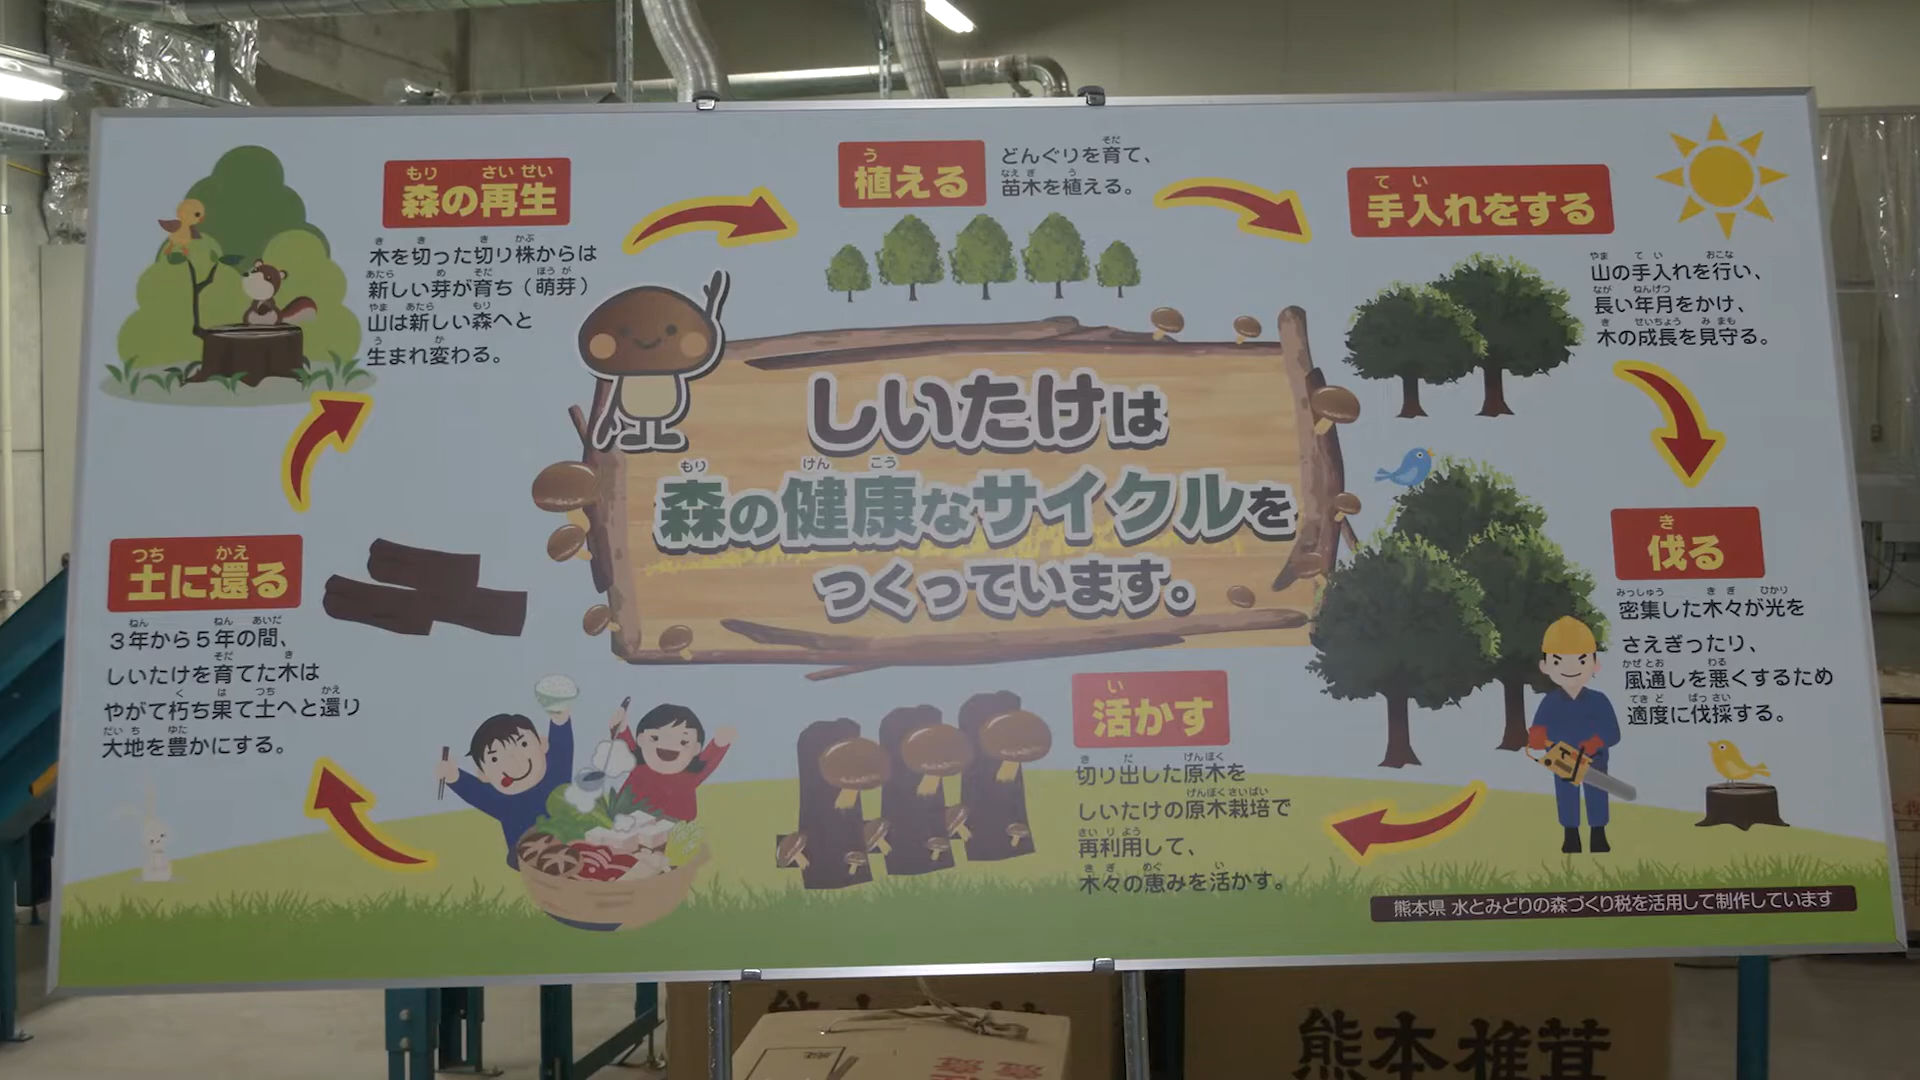 しいたけは
森の健康なサイクルを
つくっています。
植える
どんぐりを育て、
苗木を植える。
手入れをする
山の手入れを行い、
長い年月をかけ、
木の成長を見守る。
伐る
密集した木々が光を
さえぎったり、
風通しを悪くするため
適度に伐採する。
活かす
切り出した原木を
しいたけの原木栽培で
再利用して、
木々の恵みを活かす。
土に還る
3年から5年の間、
しいたけを育てた木は
やがて朽ち果て土へと還り
大地を豊かにする。
森の再生
木を切った切り株からは
新しい芽が育ち（萌芽）
山は新しい森へと
生まれ変わる。
熊本県 水とみどりの森づくり税を活用して制作しています
熊本椎茸